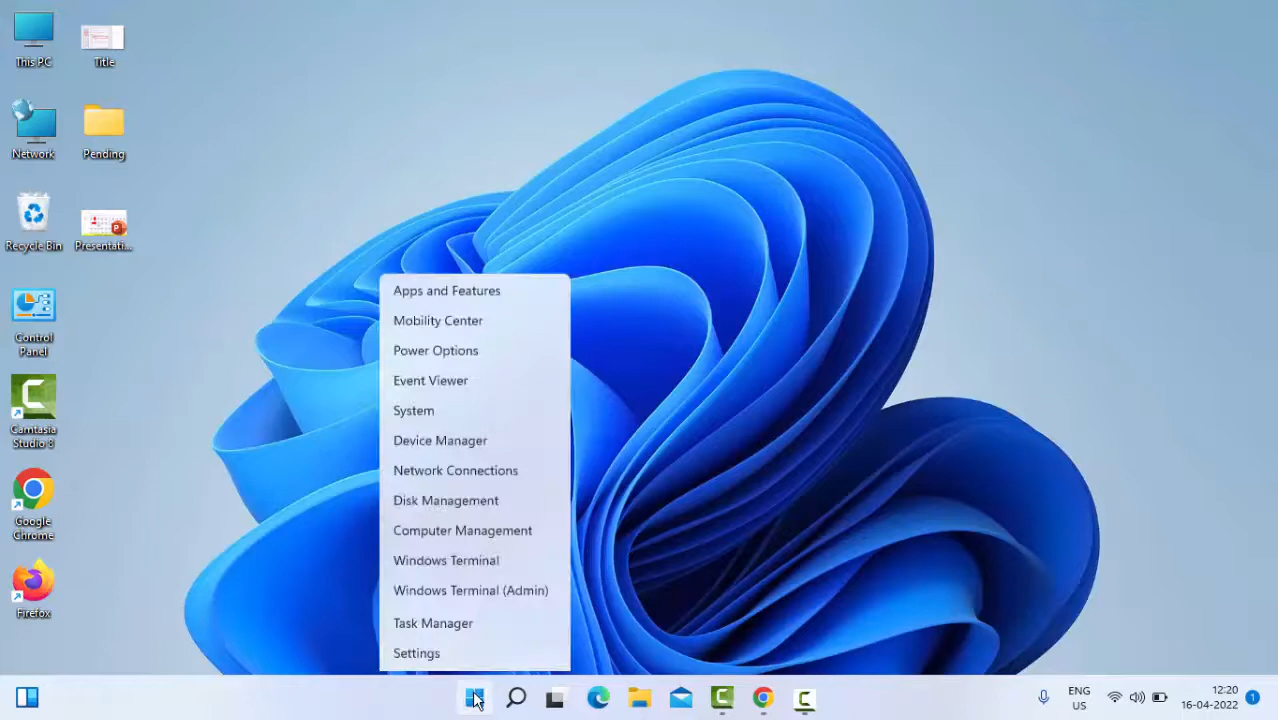 This PC
Title
Network
Pending
Recycle Bin
Presentati...
Control
Panel
Camtasia
Studio 8
Google
Chrome
Firefox
Apps and Features
Mobility Center
Power Options
Event Viewer
System
Device Manager
Network Connections
Disk Management
Computer Management
Windows Terminal
Windows Terminal (Admin)
Task Manager
Settings
ENG
US
12:20
16-04-2022
1